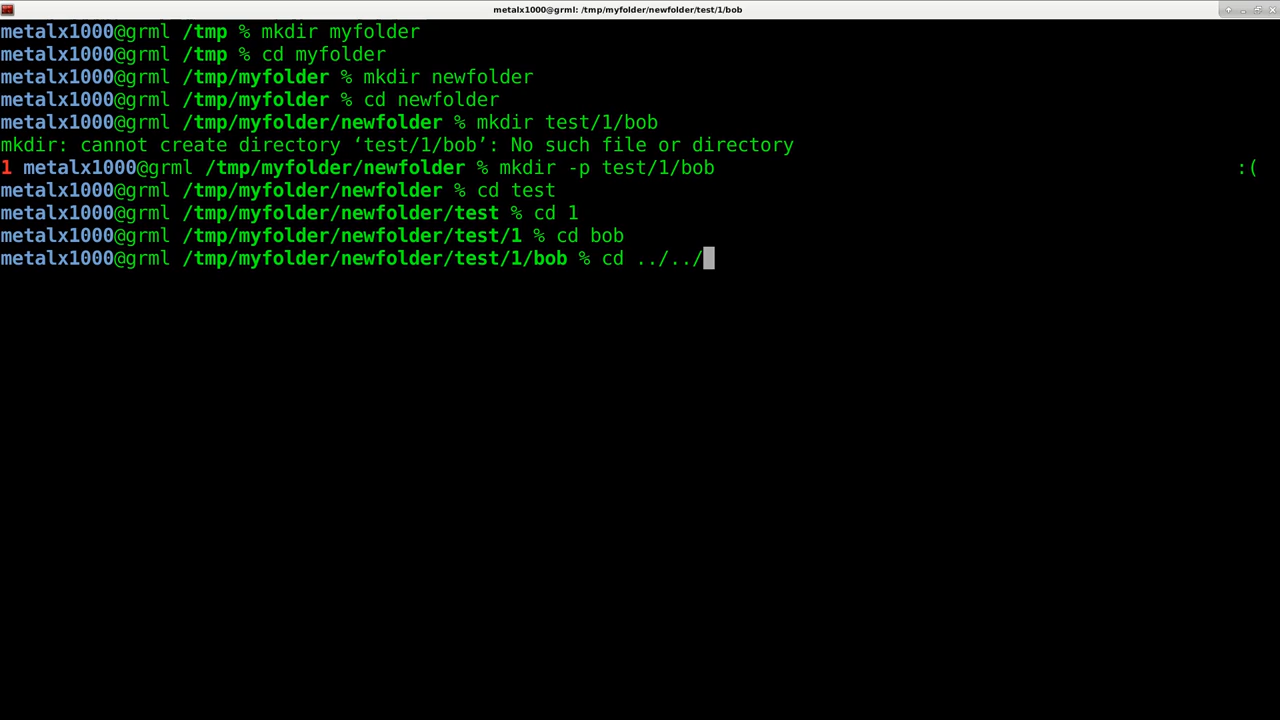 metalx1000@grml: /tmp/myfolder/newfolder/test/1/bob
metalx1000@grml /tmp % mkdir myfolder
metalx1000@grml /tmp % cd myfolder
metalx1000@grml /tmp/myfolder % mkdir newfolder
metalx1000@grml /tmp/myfolder % cd newfolder
metalx1000@grml /tmp/myfolder/newfolder % mkdir test/1/bob
mkdir: cannot create directory ‘test/1/bob’: No such file or directory
1 metalx1000@grml /tmp/myfolder/newfolder % mkdir -p test/1/bob :(
metalx1000@grml /tmp/myfolder/newfolder % cd test
metalx1000@grml /tmp/myfolder/newfolder/test % cd 1
metalx1000@grml /tmp/myfolder/newfolder/test/1 % cd bob
metalx1000@grml /tmp/myfolder/newfolder/test/1/bob % cd ../../